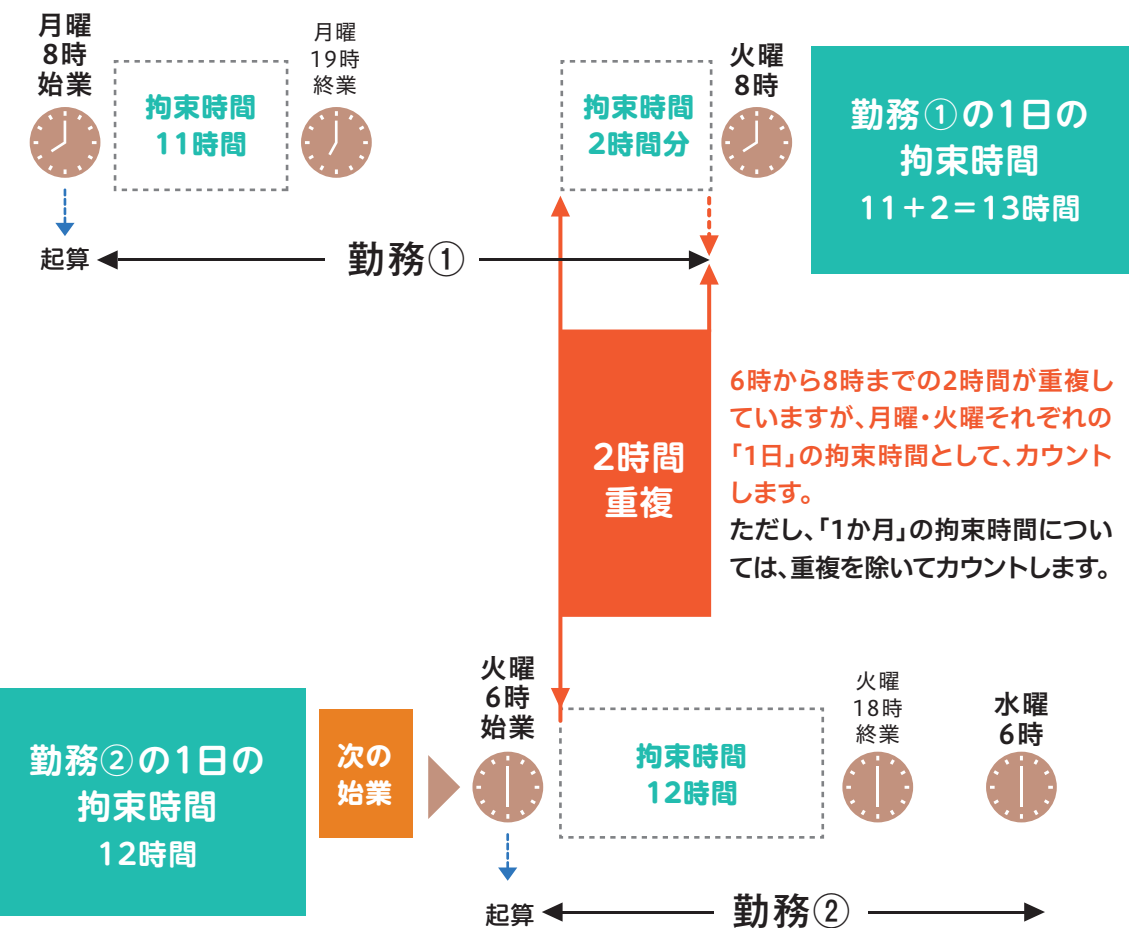 月曜
8時
始業
拘束時間
11時間
月曜
19時
終業
拘束時間
2時間分
火曜
8時
勤務①の1日の
拘束時間
11＋2＝13時間
起算
勤務①
2時間
重複
6時から8時までの2時間が重複し
ていますが、月曜・火曜それぞれの
「1日」の拘束時間として、カウント
します。
ただし、「1か月」の拘束時間につい
ては、重複を除いてカウントします。
勤務②の1日の
拘束時間
12時間
次の
始業
火曜
6時
始業
拘束時間
12時間
火曜
18時
終業
水曜
6時
起算
勤務②